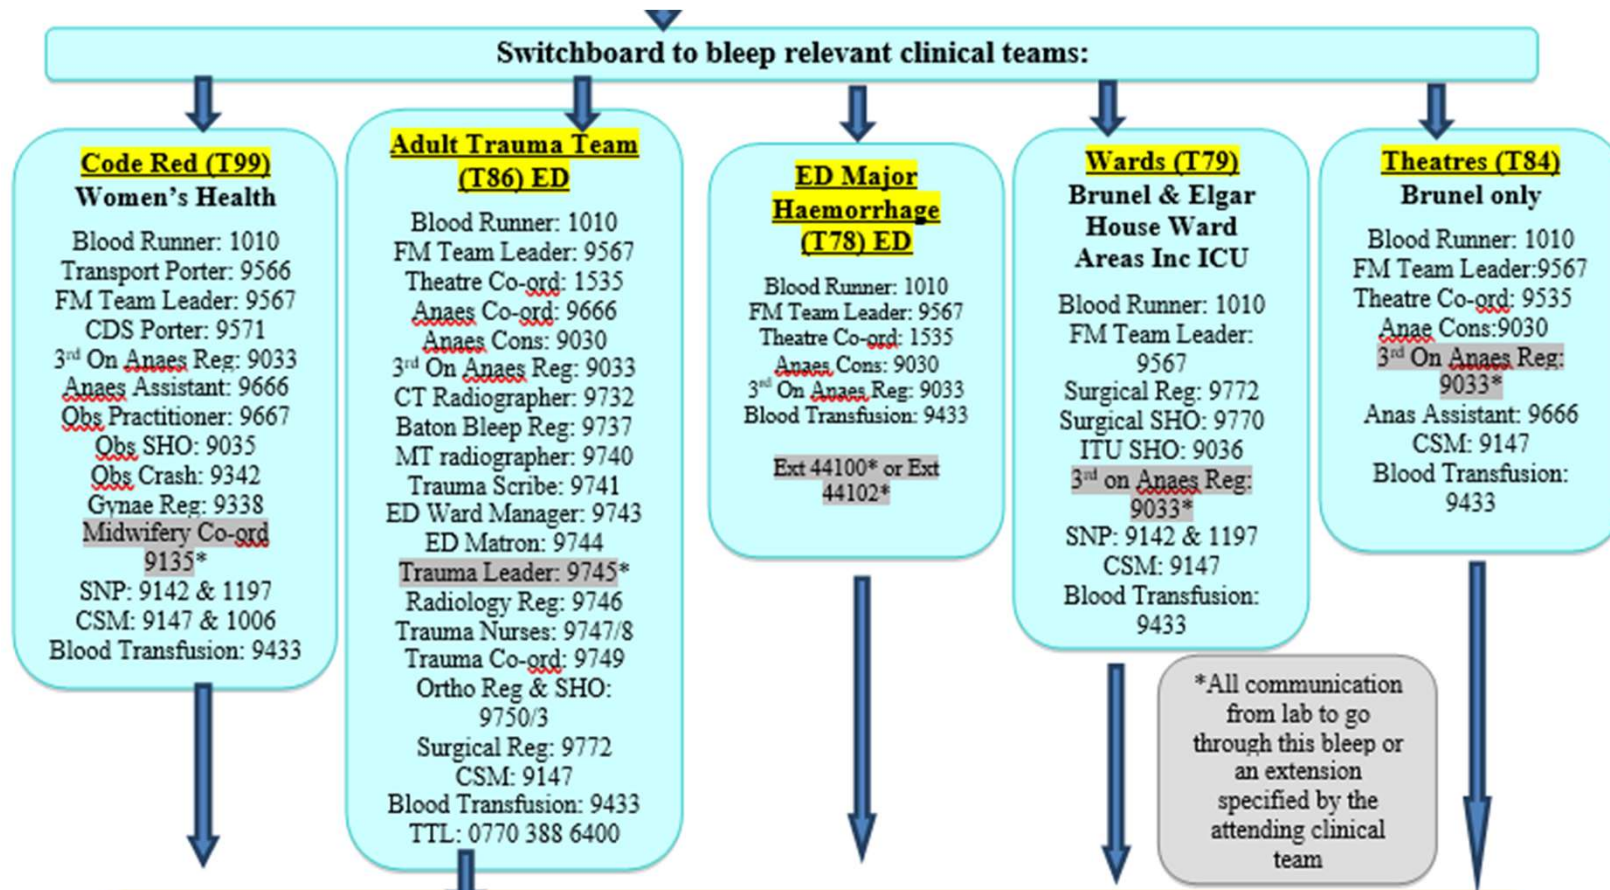 Switchboard to bleep relevant clinical teams:
Code Red (T99)
Women's Health
Blood Runner: 1010
Transport Porter: 9566
FM Team Leader: 9567
CDS Porter: 9571
3rd On Anaes Reg: 9033
Anaes Assistant: 9666
Obs Practitioner: 9667
Obs SHO: 9035
Obs Crash: 9342
Gynae Reg: 9338
Midwifery Co-ord
9135*
SNP: 9142 & 1197
CSM: 9147 & 1006
Blood Transfusion: 9433
Adult Trauma Team
(T86) ED
Blood Runner: 1010
FM Team Leader: 9567
Theatre Co-ord: 1535
Anaes Co-ord: 9666
Anaes Cons: 9030
3rd On Anaes Reg: 9033
CT Radiographer: 9732
Baton Bleep Reg: 9737
MT radiographer: 9740
Trauma Scribe: 9741
ED Ward Manager: 9743
ED Matron: 9744
Trauma Leader: 9745*
Radiology Reg: 9746
Trauma Nurses: 9747/8
Trauma Co-ord: 9749
Ortho Reg & SHO:
9750/3
Surgical Reg: 9772
CSM: 9147
Blood Transfusion: 9433
TTL: 0770 388 6400
ED Major
Haemorrhage
(T78) ED
Blood Runner: 1010
FM Team Leader: 9567
Theatre Co-ord: 1535
Anaes Cons: 9030
3rd On Anaes Reg: 9033
Blood Transfusion: 9433
Ext 44100* or Ext
44102*
Wards (T79)
Brunel & Elgar
House Ward
Areas Inc ICU
Blood Runner: 1010
FM Team Leader:
9567
Surgical Reg: 9772
Surgical SHO: 9770
ITU SHO: 9036
3rd on Anaes Reg:
9033*
SNP: 9142 & 1197
CSM: 9147
Blood Transfusion:
9433
Theatres (T84)
Brunel only
Blood Runner: 1010
FM Team Leader:9567
Theatre Co-ord: 9535
Anae Cons:9030
3rd On Anaes Reg:
9033*
Anas Assistant: 9666
CSM: 9147
Blood Transfusion:
9433
*All communication
from lab to go
through this bleep or
an extension
specified by the
attending clinical
team